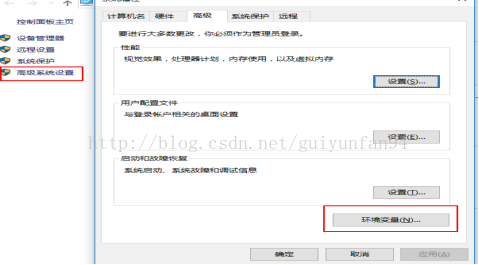 控制面板主页
设备管理器
远程设置
系统保护
高级系统设置
计算机名
硬件
高级
系统保护
远程
要进行大多数更改，你必须作为管理员登录。
性能
视觉效果，处理器计划，内存使用，以及虚拟内存
设置(S)...
用户配置文件
与登录帐户相关的桌面设置
设置(E)...
http://blog.csdn.net/guiyunfan94
启动和故障恢复
系统启动、系统故障和调试信息
设置(T)...
环境变量(N)...
确定
取消
应用(A)